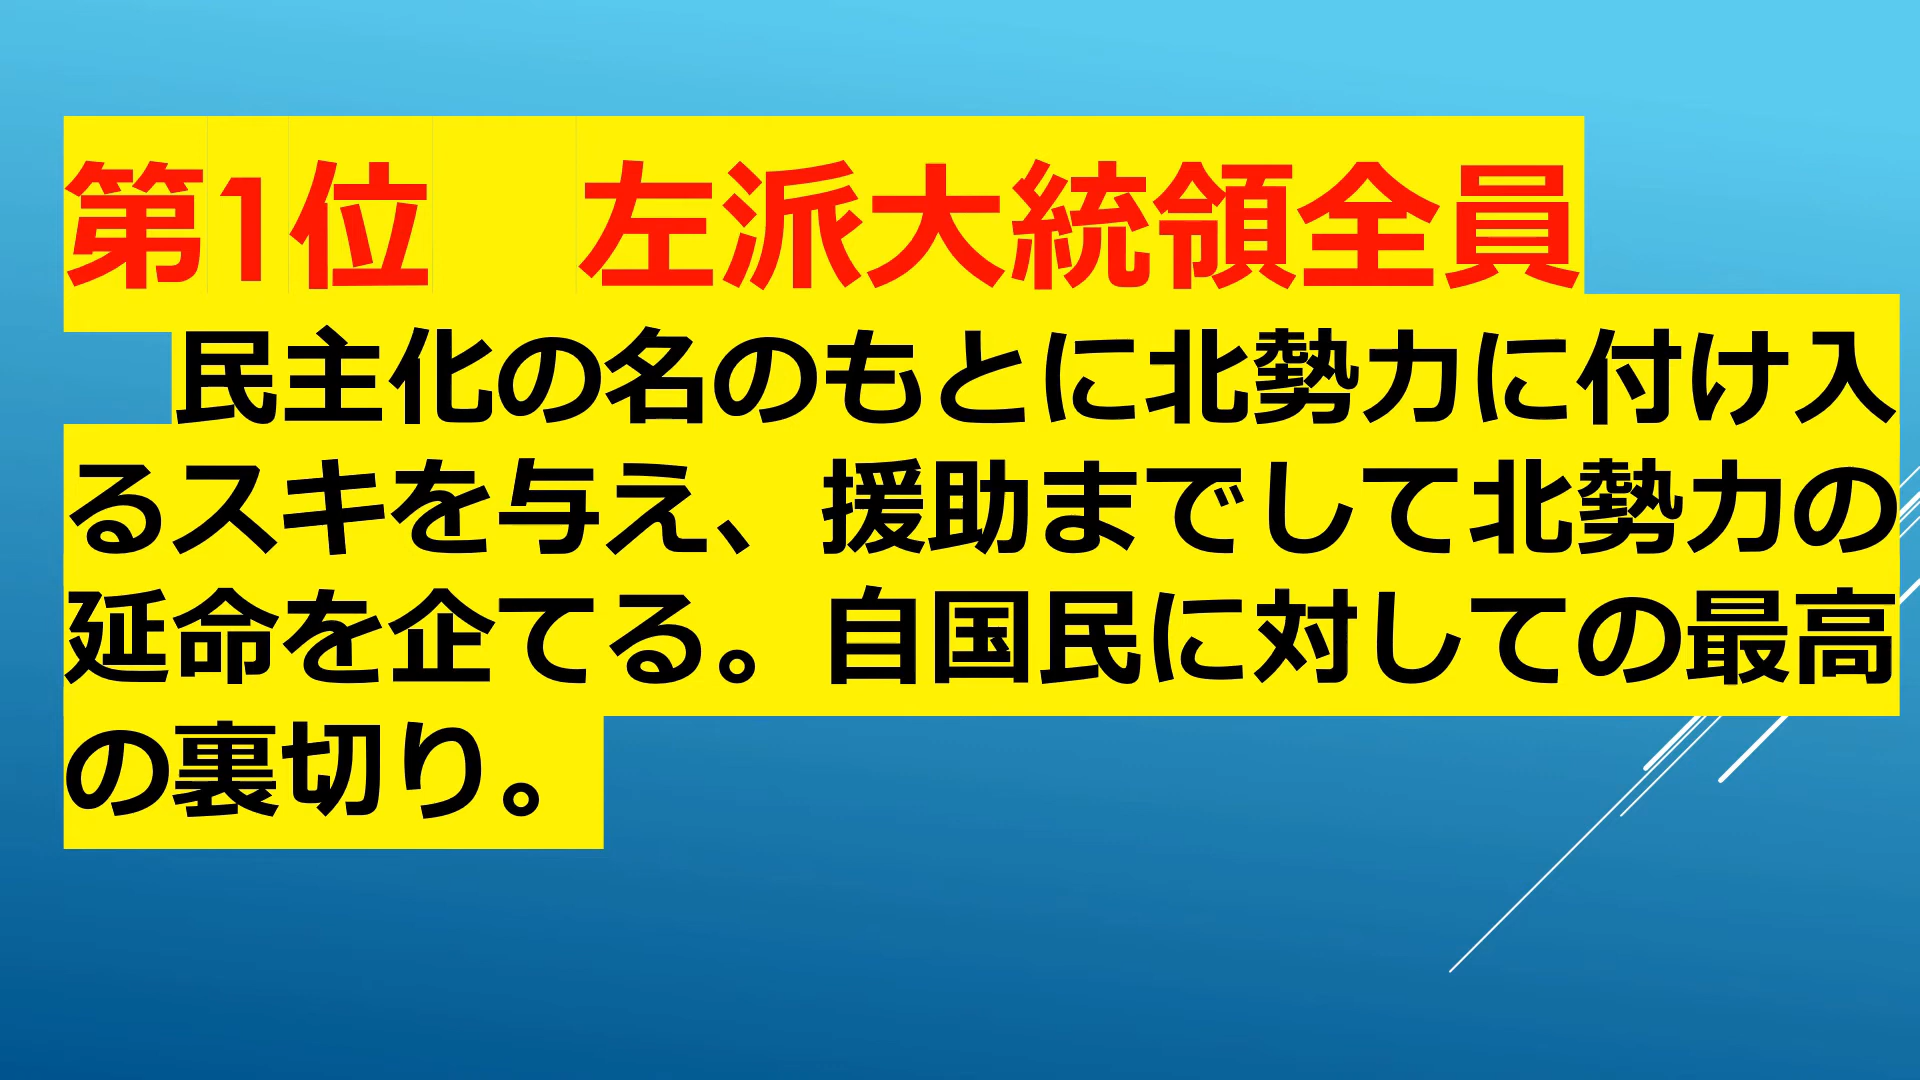 第1位　左派大統領全員
民主化の名のもとに北勢力に付け入
るスキを与え、援助までして北勢力の
延命を企てる。自国民に対しての最高
の裏切り。